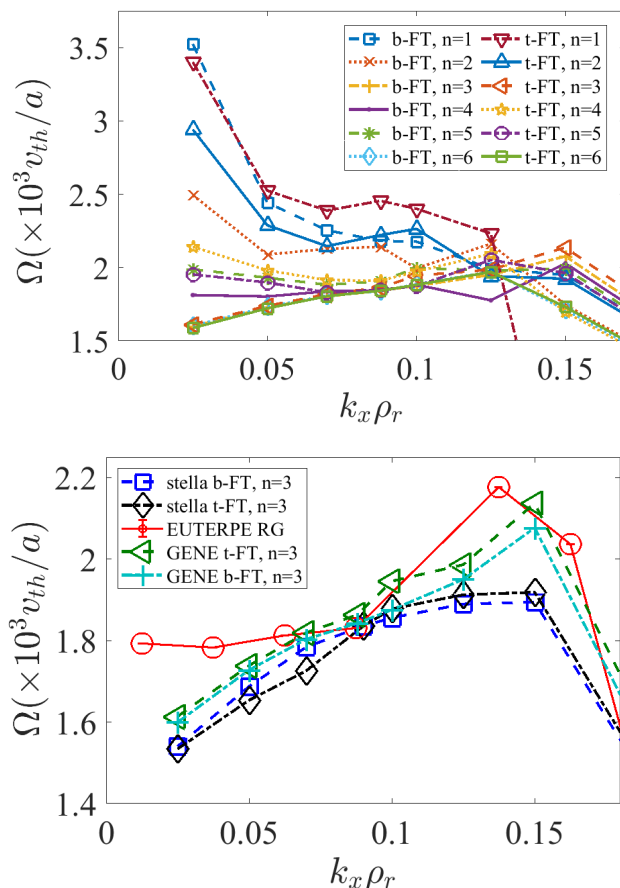 Ω(×10³v_th/a)
3.5
3
2.5
2
1.5
b-FT, n=1
t-FT, n=1
b-FT, n=2
t-FT, n=2
b-FT, n=3
t-FT, n=3
b-FT, n=4
t-FT, n=4
b-FT, n=5
t-FT, n=5
b-FT, n=6
t-FT, n=6
0 0.05 0.1 0.15
k_xρ_r
Ω(×10³v_th/a)
2.2
2
1.8
1.6
1.4
stella b-FT, n=3
stella t-FT, n=3
EUTERPE RG
GENE t-FT, n=3
GENE b-FT, n=3
0 0.05 0.1 0.15
k_xρ_r